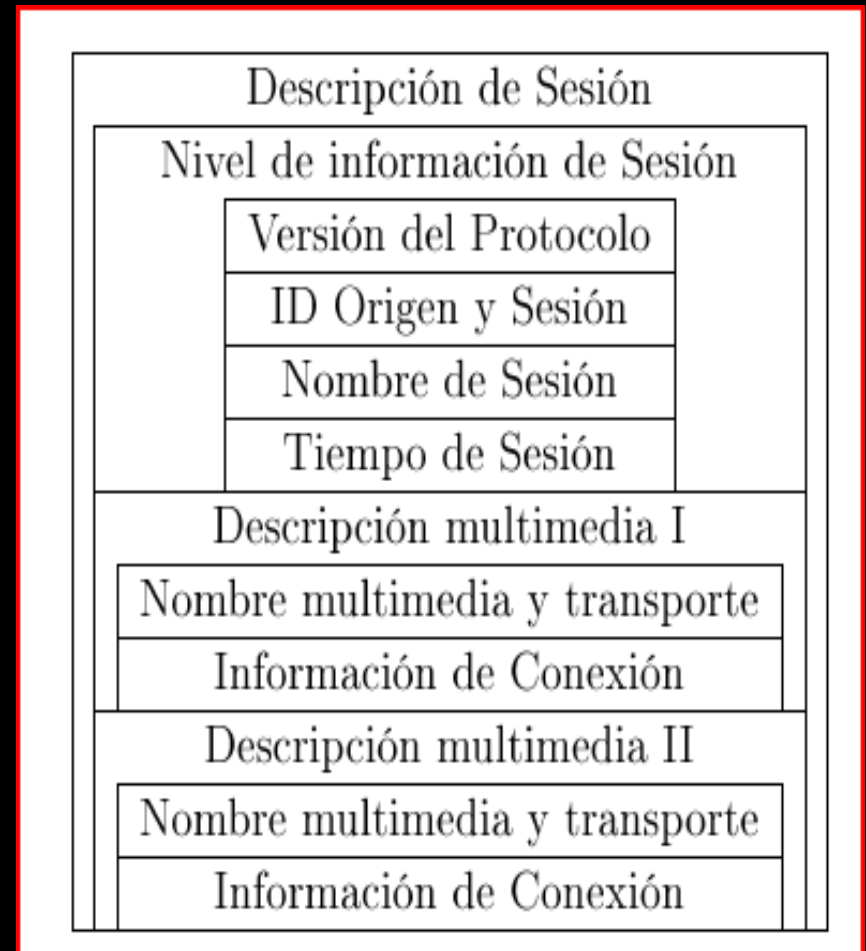 Descripción de Sesión
Nivel de información de Sesión
Versión del Protocolo
ID Origen y Sesión
Nombre de Sesión
Tiempo de Sesión
Descripción multimedia I
Nombre multimedia y transporte
Información de Conexión
Descripción multimedia II
Nombre multimedia y transporte
Información de Conexión